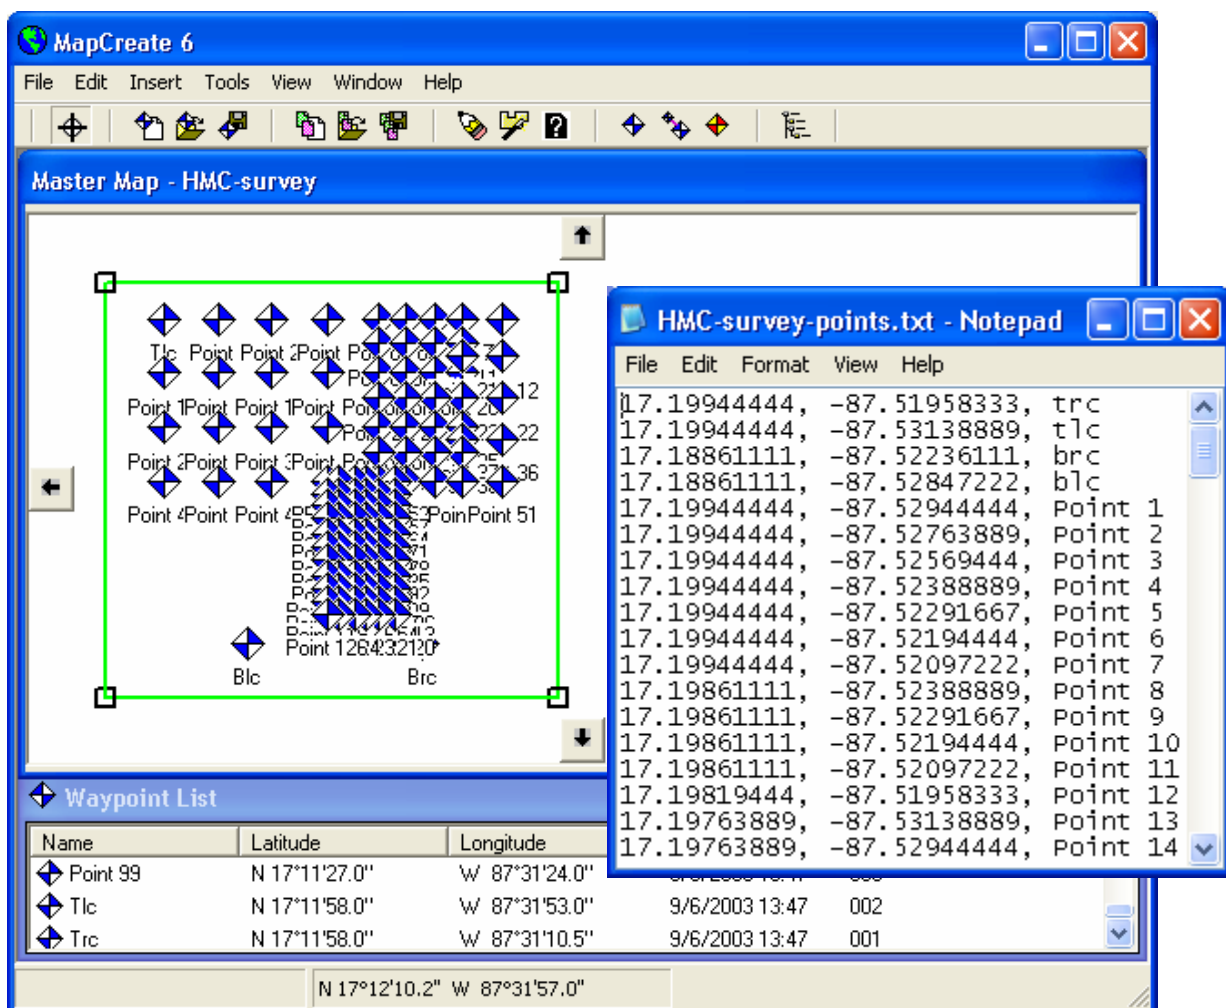 MapCreate 6
File Edit Insert Tools View Window Help
Master Map - HMC-survey
Tlc Point Point 2Point
Point 1Point Point 1Point 12
Point 2Point Point 3Point 22
36
Point 4Point Point Point Point 51
Point 126
Blc Brc
HMC-survey-points.txt - Notepad
File Edit Format View Help
17.19944444, -87.51958333, trc
17.19944444, -87.53138889, tlc
17.18861111, -87.52236111, brc
17.18861111, -87.52847222, blc
17.19944444, -87.52944444, Point 1
17.19944444, -87.52763889, Point 2
17.19944444, -87.52569444, Point 3
17.19944444, -87.52388889, Point 4
17.19944444, -87.52291667, Point 5
17.19944444, -87.52194444, Point 6
17.19944444, -87.52097222, Point 7
17.19861111, -87.52388889, Point 8
17.19861111, -87.52291667, Point 9
17.19861111, -87.52194444, Point 10
17.19861111, -87.52097222, Point 11
17.19819444, -87.51958333, Point 12
17.19763889, -87.53138889, Point 13
17.19763889, -87.52944444, Point 14
Waypoint List
Name Latitude Longitude
Point 99 N 17°11'27.0" W 87°31'24.0"
Tlc N 17°11'58.0" W 87°31'53.0" 9/6/2003 13:47 002
Trc N 17°11'58.0" W 87°31'10.5" 9/6/2003 13:47 001
N 17°12'10.2" W 87°31'57.0"